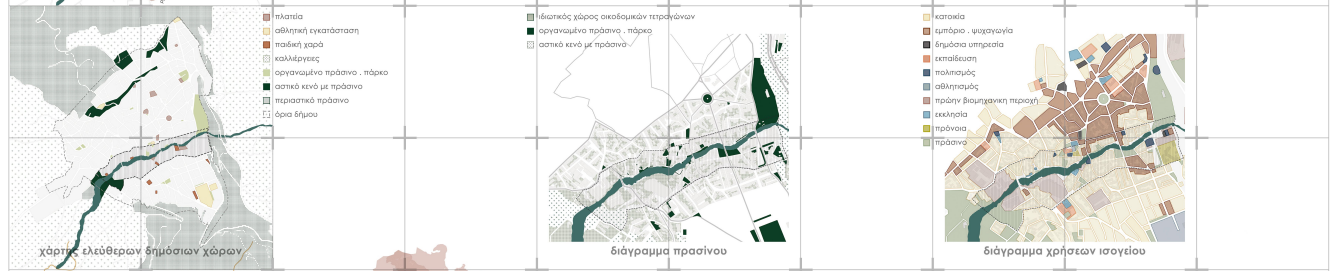 πλατεία
αθλητική εγκατάσταση
παιδική χαρά
καλλιέργειες
οργανωμένο πράσινο . πάρκο
αστικό κενό με πράσινο
περιαστικό πράσινο
όρια δήμου
χάρτης ελεύθερων δημόσιων χώρων
ιδιωτικός χώρος οικοδομικών τετραγώνων
οργανωμένο πράσινο . πάρκο
αστικό κενό με πράσινο
διάγραμμα πρασίνου
κατοικία
εμπόριο . ψυχαγωγία
δημόσια υπηρεσία
εκπαίδευση
πολιτισμός
αθλητισμός
πρώην βιομηχανικη περιοχή
εκκλησία
πρόνοια
πράσινο
διάγραμμα χρήσεων ισογείου